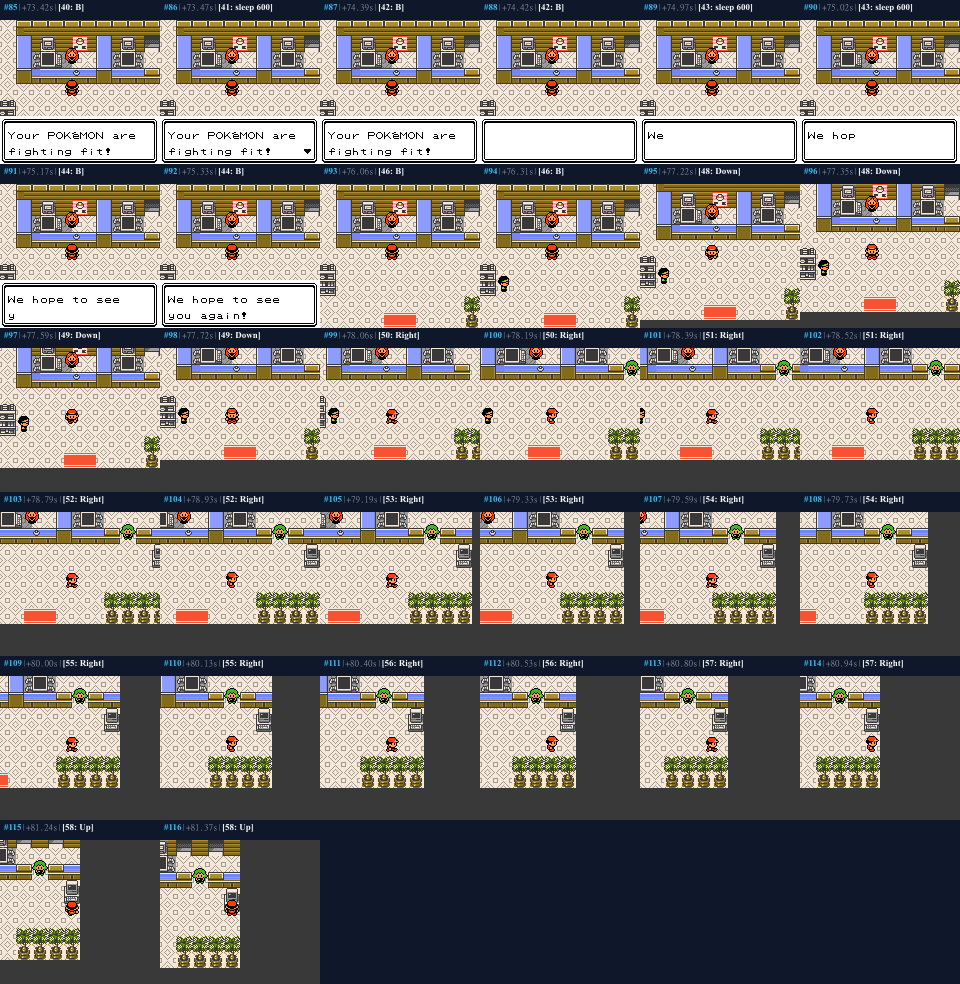 #85|+73.42s| [40: B]
#86|+73.47s| [41: sleep 600]
#87|+74.39s| [42: B]
#88|+74.42s| [42: B]
#89|+74.97s| [43: sleep 600]
#90|+75.02s| [43: sleep 600]
Your POKéMON are
fighting fit!
Your POKéMON are
fighting fit!
Your POKéMON are
fighting fit!
We
We hop
#91|+75.17s| [44: B]
#92|+75.33s| [44: B]
#93|+76.06s| [46: B]
#94|+76.31s| [46: B]
#95|+77.22s| [48: Down]
#96|+77.35s| [48: Down]
We hope to see
y
We hope to see
you again!
#97|+77.59s| [49: Down]
#98|+77.72s| [49: Down]
#99|+78.06s| [50: Right]
#100|+78.19s| [50: Right]
#101|+78.39s| [51: Right]
#102|+78.52s| [51: Right]
#103|+78.79s| [52: Right]
#104|+78.93s| [52: Right]
#105|+79.19s| [53: Right]
#106|+79.33s| [53: Right]
#107|+79.59s| [54: Right]
#108|+79.73s| [54: Right]
#109|+80.00s| [55: Right]
#110|+80.13s| [55: Right]
#111|+80.40s| [56: Right]
#112|+80.53s| [56: Right]
#113|+80.80s| [57: Right]
#114|+80.94s| [57: Right]
#115|+81.24s| [58: Up]
#116|+81.37s| [58: Up]